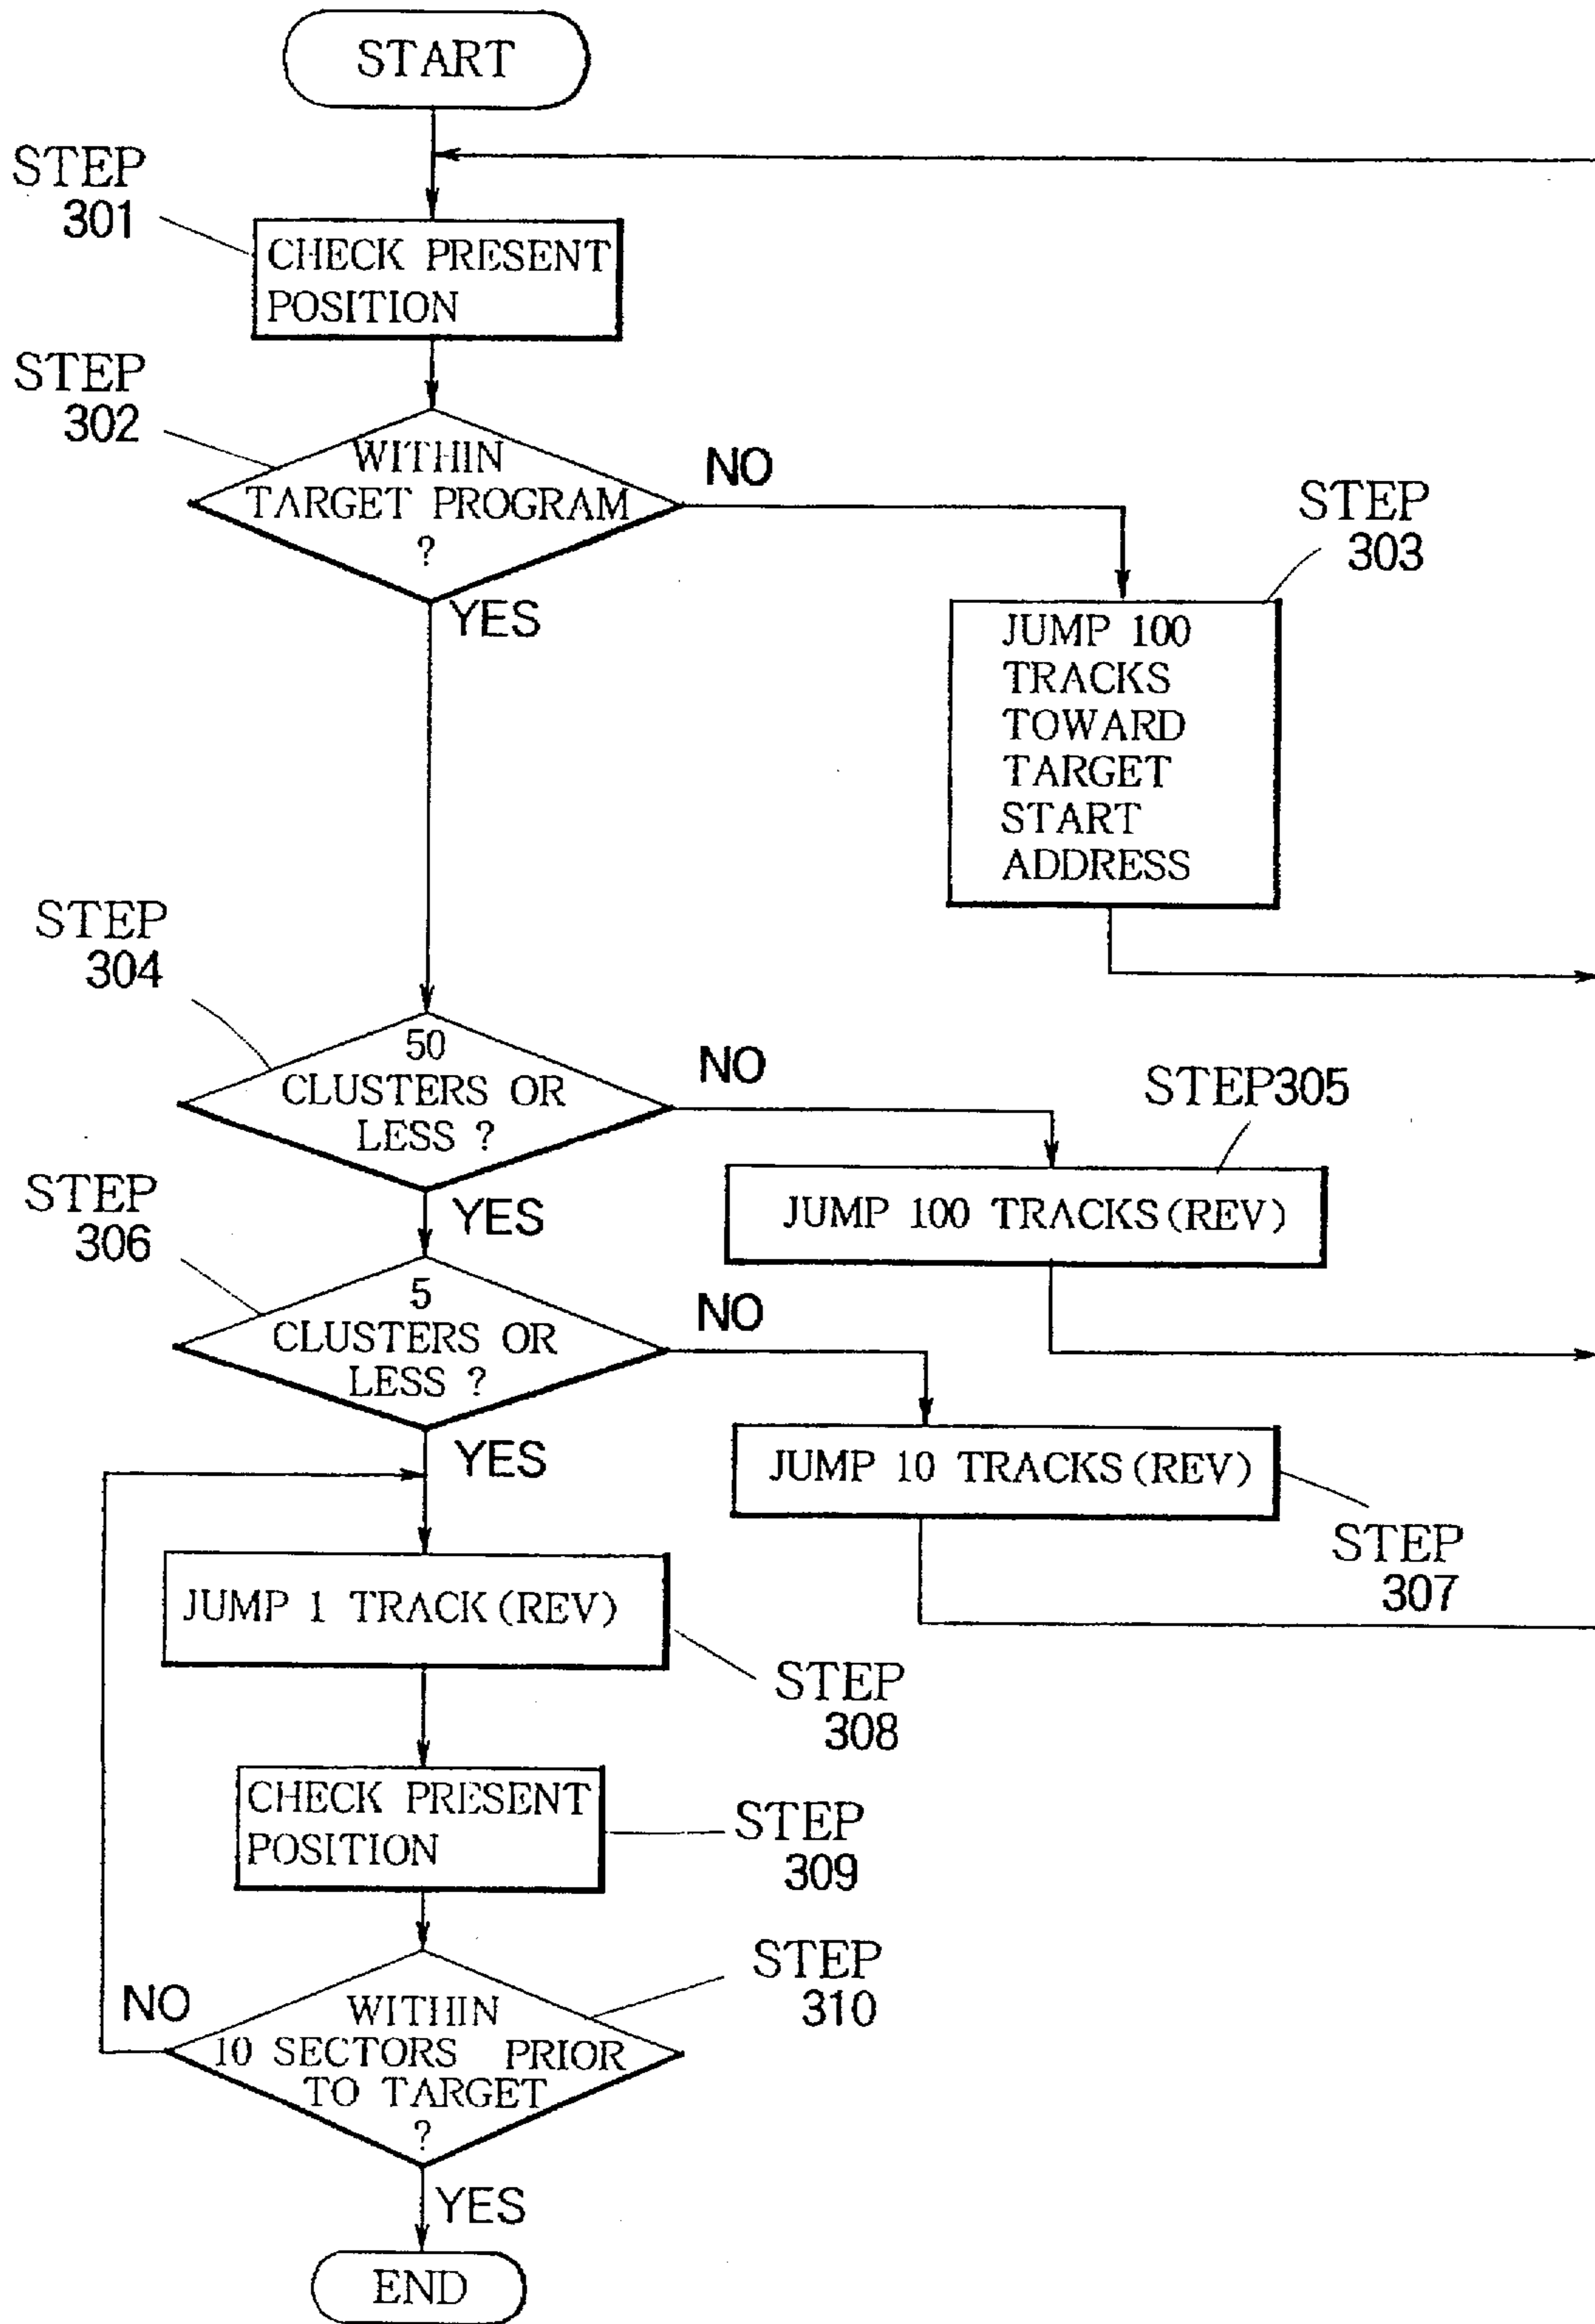 START
STEP
301
CHECK PRESENT
POSITION
STEP
302
WITHIN
TARGET PROGRAM
?
NO
YES
STEP
303
JUMP 100
TRACKS
TOWARD
TARGET
START
ADDRESS
STEP
304
50
CLUSTERS OR
LESS ?
NO
YES
STEP305
JUMP 100 TRACKS(REV)
STEP
306
5
CLUSTERS OR
LESS ?
NO
YES
JUMP 10 TRACKS(REV)
STEP
307
JUMP 1 TRACK(REV)
STEP
308
CHECK PRESENT
POSITION
STEP
309
STEP
310
NO
WITHIN
10 SECTORS PRIOR
TO TARGET
?
YES
END